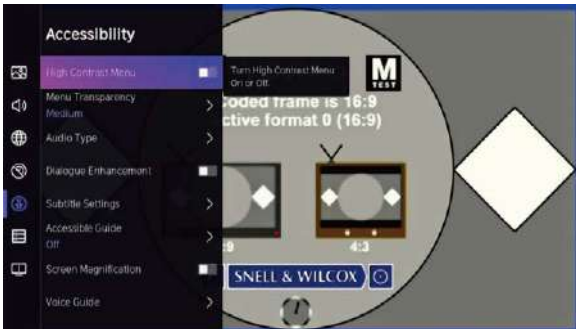 Accessibility
High Contrast Menu
Turn High Contrast Menu
On or Off.
Menu Transparency
Medium
Audio Type
Dialogue Enhancement
Subtitle Settings
Accessible Guide
Off
Screen Magnification
Voice Guide
M
TEST
Coded frame is 16:9
ctive format 0 (16:9)
:9
4:3
SNELL & WILCOX